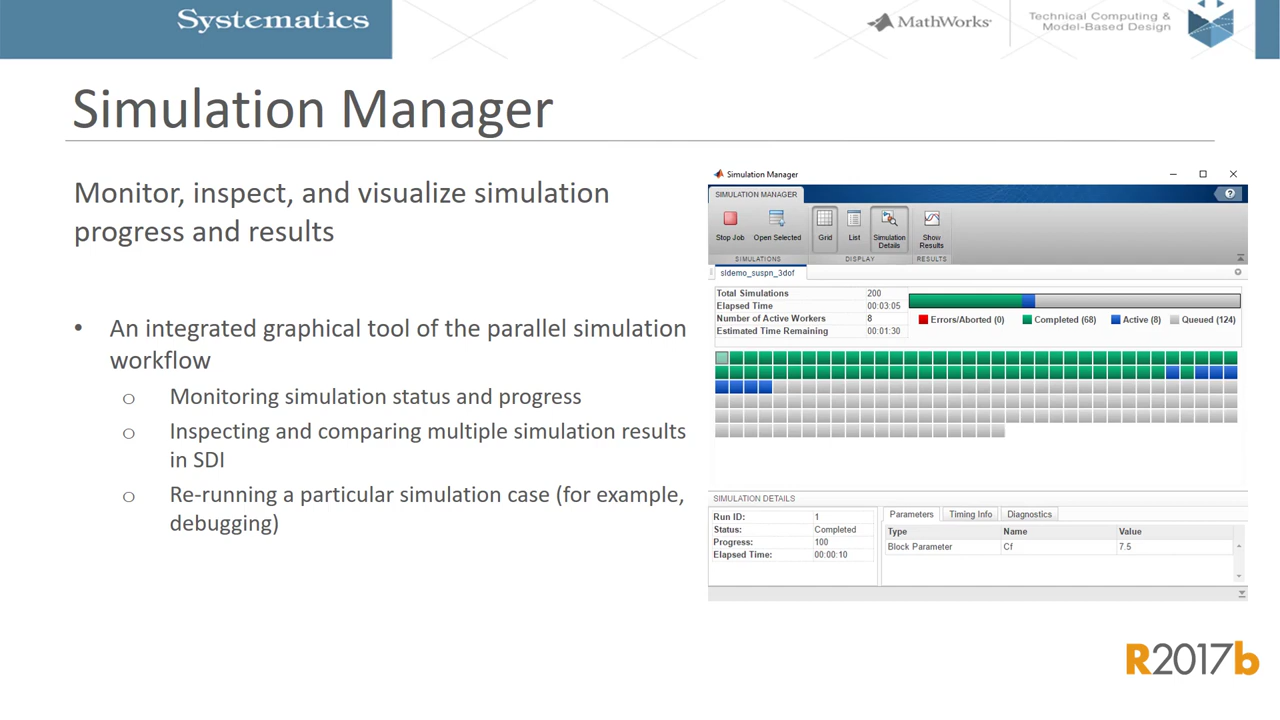 Systematics
MathWorks®
Technical Computing &
Model-Based Design
Simulation Manager
Monitor, inspect, and visualize simulation
progress and results
• An integrated graphical tool of the parallel simulation
workflow
o Monitoring simulation status and progress
o Inspecting and comparing multiple simulation results
in SDI
o Re-running a particular simulation case (for example,
debugging)
Simulation Manager
SIMULATION MANAGER
?
Stop Job Open Selected Grid List Simulation Details Show Results
SIMULATIONS DISPLAY RESULTS
sldemo_suspn_3dof
Total Simulations 200
Elapsed Time 00:03:05
Number of Active Workers 8
Estimated Time Remaining 00:01:30
Errors/Aborted (0) Completed (68) Active (8) Queued (124)
SIMULATION DETAILS
Run ID: 1
Status: Completed
Progress: 100
Elapsed Time: 00:00:10
Parameters Timing Info Diagnostics
Type Name Value
Block Parameter Cf 7.5
R2017b